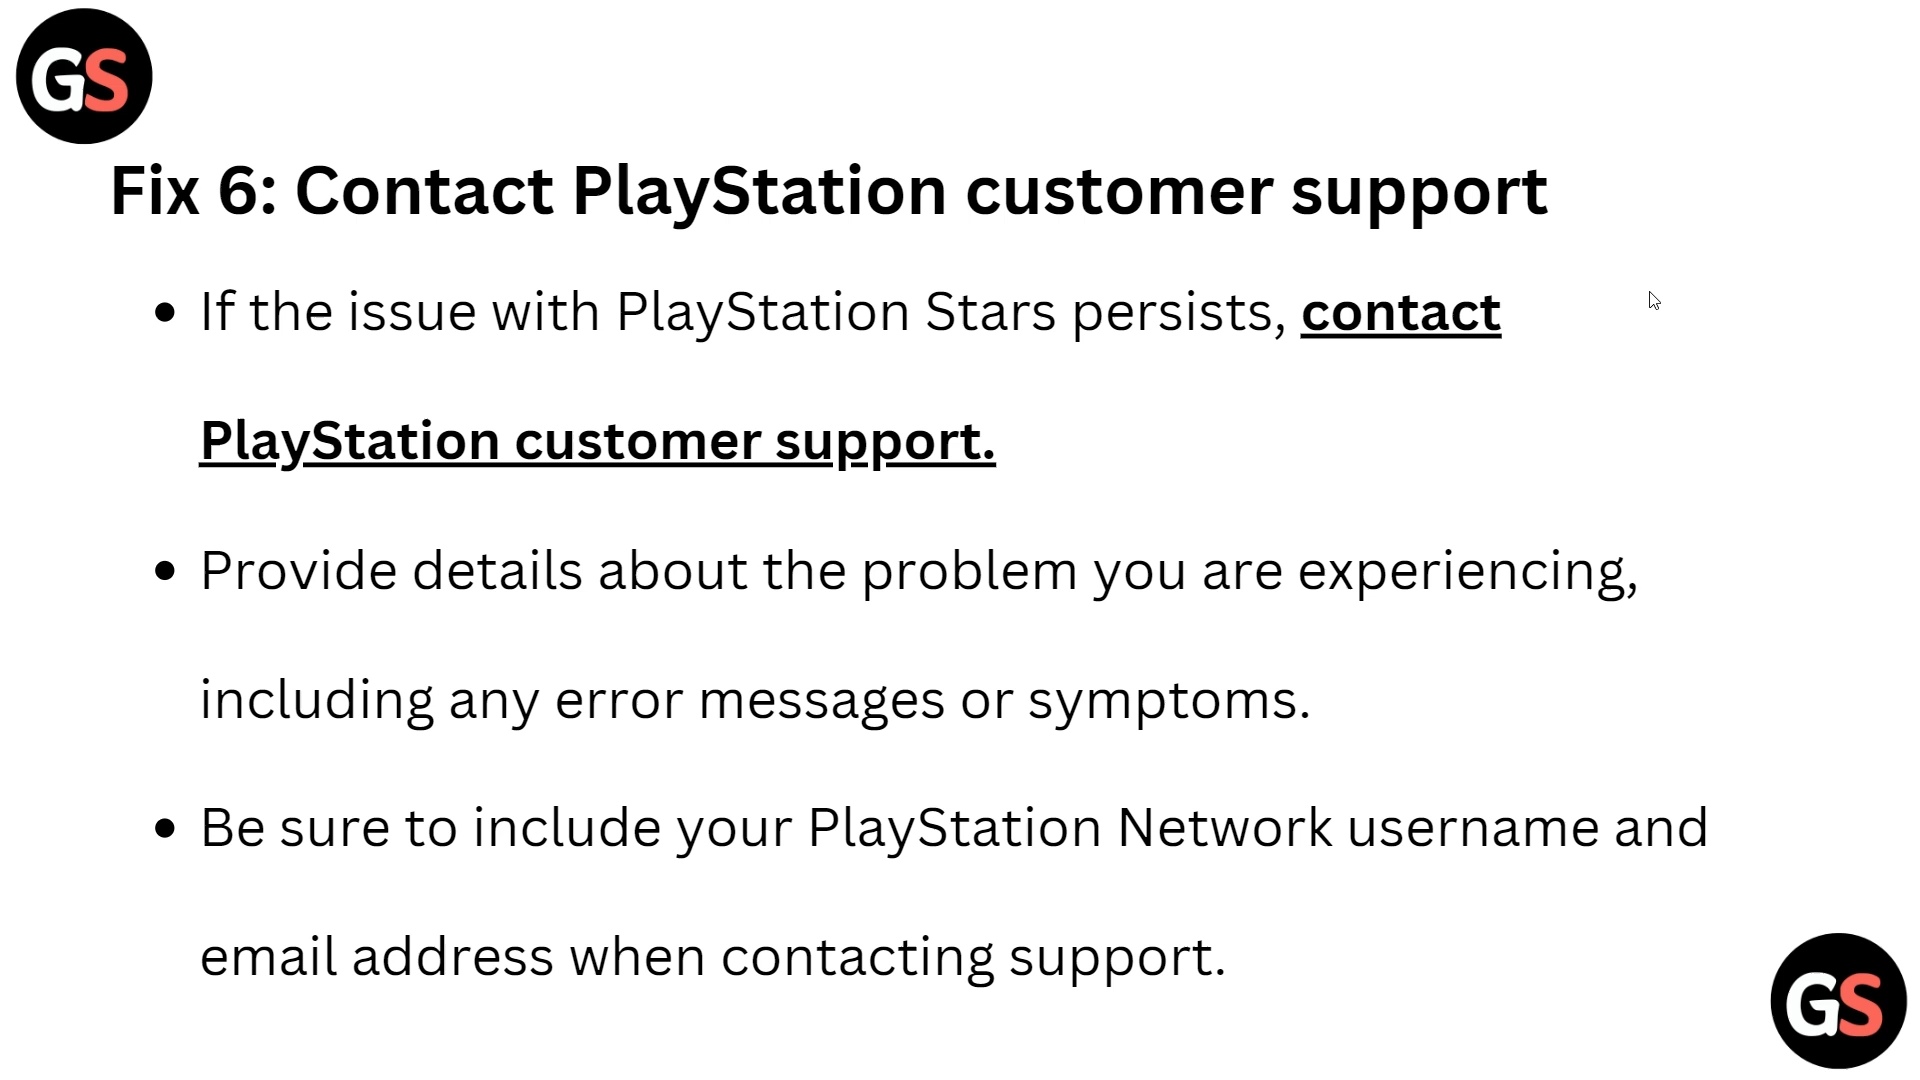 GS
Fix 6: Contact PlayStation customer support
• If the issue with PlayStation Stars persists, contact
PlayStation customer support.
• Provide details about the problem you are experiencing,
including any error messages or symptoms.
• Be sure to include your PlayStation Network username and
email address when contacting support.
GS